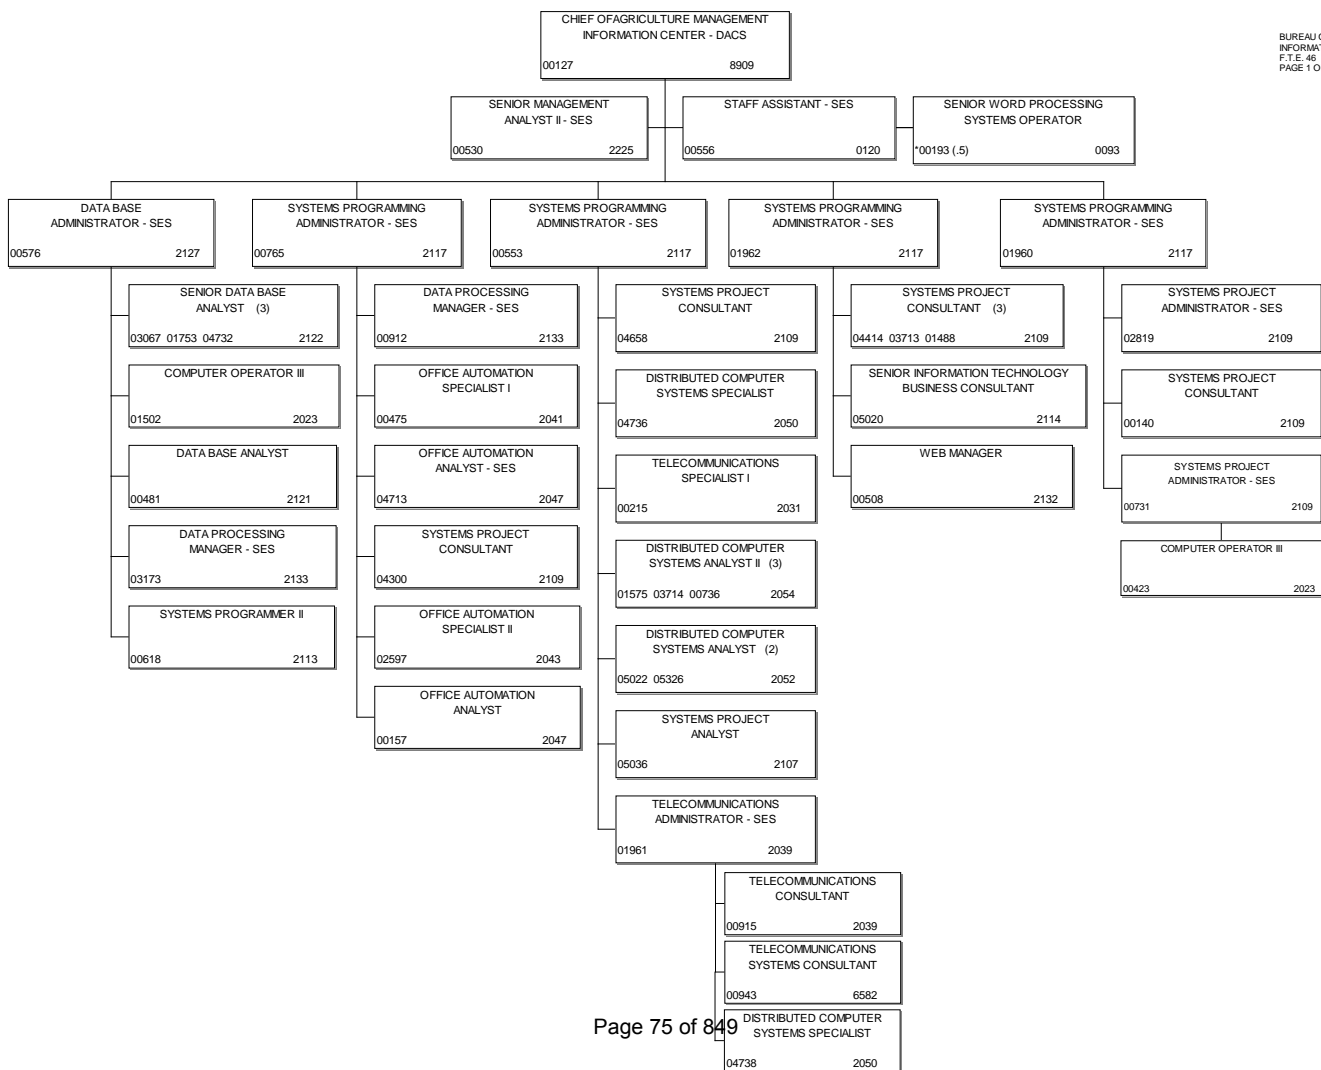 CHIEF OFAGRICULTURE MANAGEMENT
INFORMATION CENTER - DACS
00127 8909
F.T.E. 46
PAGE 1
SENIOR MANAGEMENT
ANALYST II - SES
00530 2225
STAFF ASSISTANT - SES
00556 0120
SENIOR WORD PROCESSING
SYSTEMS OPERATOR
*00193 (.5) 0093
DATA BASE
ADMINISTRATOR - SES
00576 2127
SYSTEMS PROGRAMMING
ADMINISTRATOR - SES
00765 2117
SYSTEMS PROGRAMMING
ADMINISTRATOR - SES
00553 2117
SYSTEMS PROGRAMMING
ADMINISTRATOR - SES
01962 2117
SYSTEMS PROGRAMMING
ADMINISTRATOR - SES
01960 2117
SENIOR DATA BASE
ANALYST (3)
03067 01753 04732 2122
COMPUTER OPERATOR III
01502 2023
DATA BASE ANALYST
00481 2121
DATA PROCESSING
MANAGER - SES
03173 2133
SYSTEMS PROGRAMMER II
00618 2113
DATA PROCESSING
MANAGER - SES
00912 2133
OFFICE AUTOMATION
SPECIALIST I
00475 2041
OFFICE AUTOMATION
ANALYST - SES
04713 2047
SYSTEMS PROJECT
CONSULTANT
04300 2109
OFFICE AUTOMATION
SPECIALIST II
02597 2043
OFFICE AUTOMATION
ANALYST
00157 2047
SYSTEMS PROJECT
CONSULTANT
04658 2109
DISTRIBUTED COMPUTER
SYSTEMS SPECIALIST
04736 2050
TELECOMMUNICATIONS
SPECIALIST I
00215 2031
DISTRIBUTED COMPUTER
SYSTEMS ANALYST II (3)
01575 03714 00736 2054
DISTRIBUTED COMPUTER
SYSTEMS ANALYST (2)
05022 05326 2052
SYSTEMS PROJECT
ANALYST
05036 2107
TELECOMMUNICATIONS
ADMINISTRATOR - SES
01961 2039
TELECOMMUNICATIONS
CONSULTANT
00915 2039
TELECOMMUNICATIONS
SYSTEMS CONSULTANT
00943 6582
DISTRIBUTED COMPUTER
SYSTEMS SPECIALIST
04738 2050
SYSTEMS PROJECT
CONSULTANT (3)
04414 03713 01488 2109
SENIOR INFORMATION TECHNOLOGY
BUSINESS CONSULTANT
05020 2114
WEB MANAGER
00508 2132
SYSTEMS PROJECT
ADMINISTRATOR - SES
02819 2109
SYSTEMS PROJECT
CONSULTANT
00140 2109
SYSTEMS PROJECT
ADMINISTRATOR - SES
00731 2109
COMPUTER OPERATOR III
00423 2023
Page 75 of 849